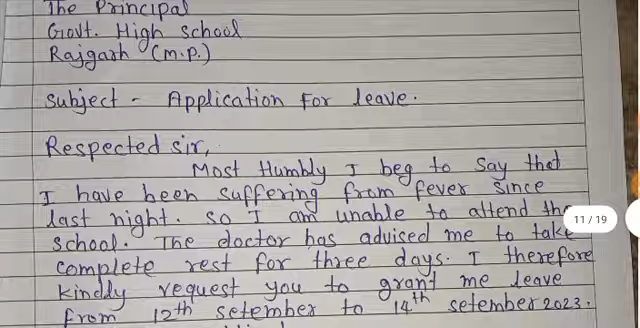 The Principal
Govt. High school
Rajgarh (m.p.)
Subject - Application for leave.
Respected sir,
Most Humbly I beg to say that
I have been suffering from fever since
last night. so I am unable to attend the
school. The doctor has advised me to take
complete rest for three days. I therefore
kindly request you to grant me leave
from 12th setember to 14th setember 2023.
11 / 19